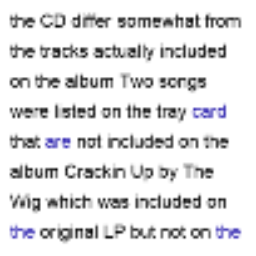 the CD differ somewhat from
the tracks actually included
on the album Two songs
were listed on the tray card
that are not included on the
album Crackin Up by The
Wig which was included on
the original LP but not on the